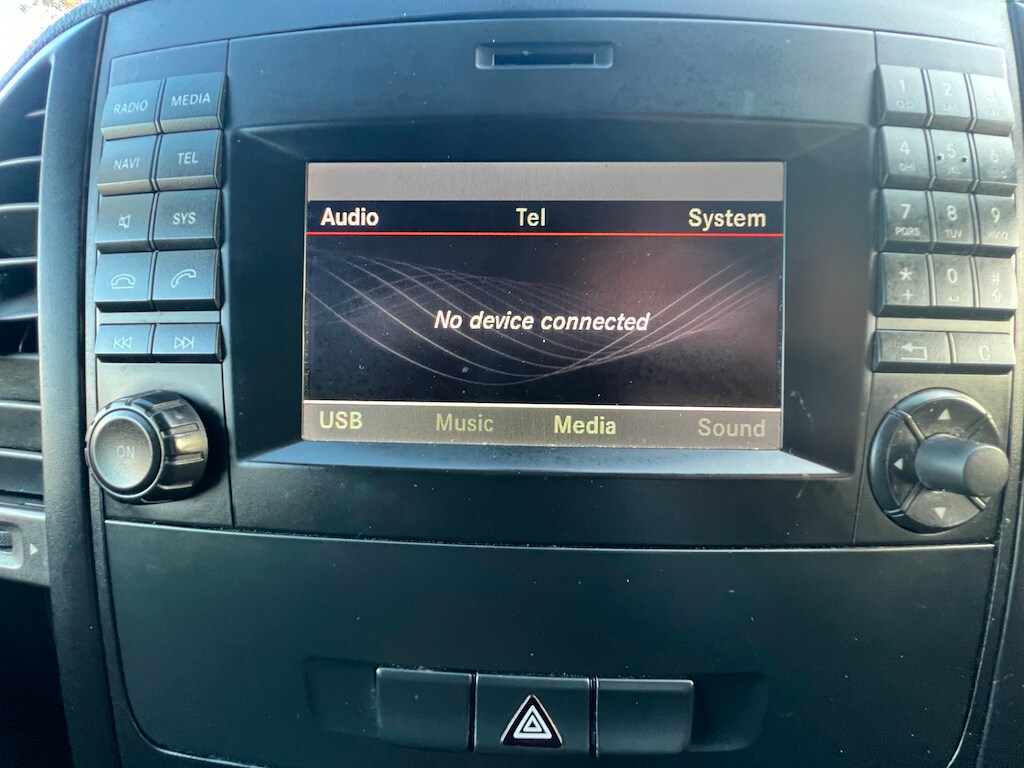 RADIO MEDIA
NAVI TEL
SYS
ON
Audio Tel System
No device connected
USB Music Media Sound
1 2 3
4 5 6
GHI
7 8 9
PQRS TUV
* 0 #
+
C